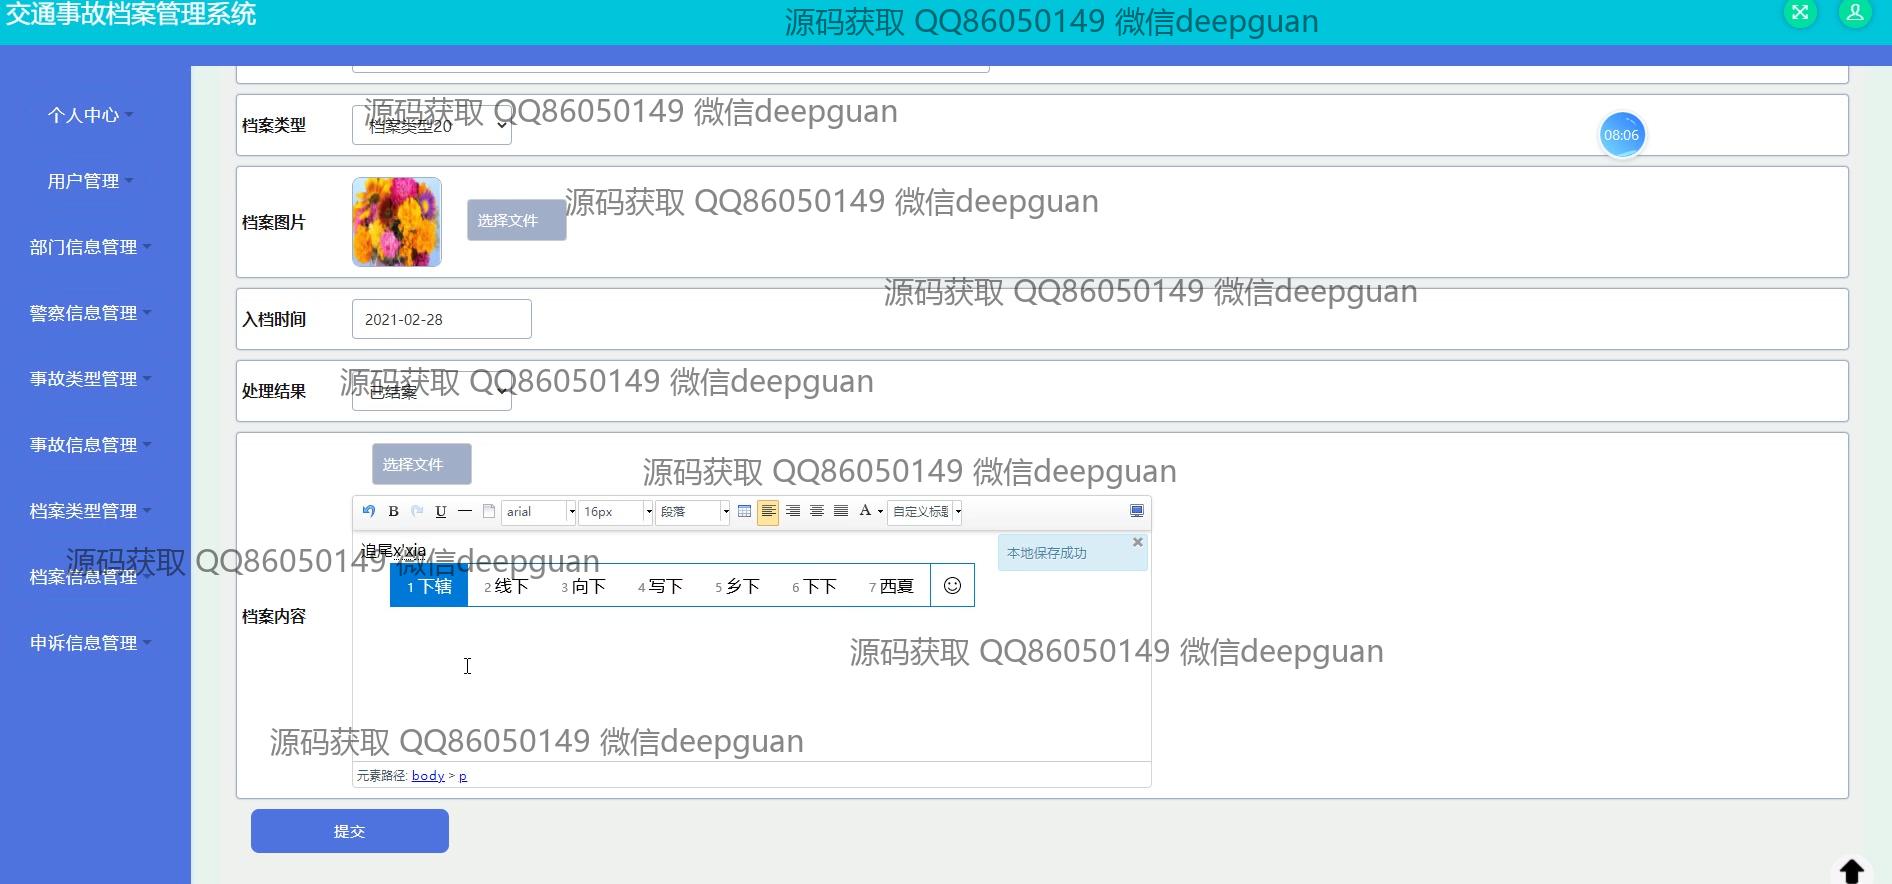 交通事故档案管理系统
源码获取 QQ86050149 微信deepguan
个人中心
用户管理
部门信息管理
警察信息管理
事故类型管理
事故信息管理
档案类型管理
档案信息管理
申诉信息管理
源码获取 QQ86050149 微信deepguan
档案类型 档案类型20
08:06
源码获取 QQ86050149 微信deepguan
档案图片 选择文件
源码获取 QQ86050149 微信deepguan
入档时间 2021-02-28
源码获取 QQ86050149 微信deepguan
处理结果 已结案
选择文件
源码获取 QQ86050149 微信deepguan
B U arial 16px 段落 A 自定义标题
追尾x'xia
本地保存成功
源码获取 QQ86050149 微信deepguan
1 下辖 2 线下 3 向下 4 写下 5 乡下 6 下下 7 西夏
档案内容
源码获取 QQ86050149 微信deepguan
源码获取 QQ86050149 微信deepguan
元素路径: body > p
提交